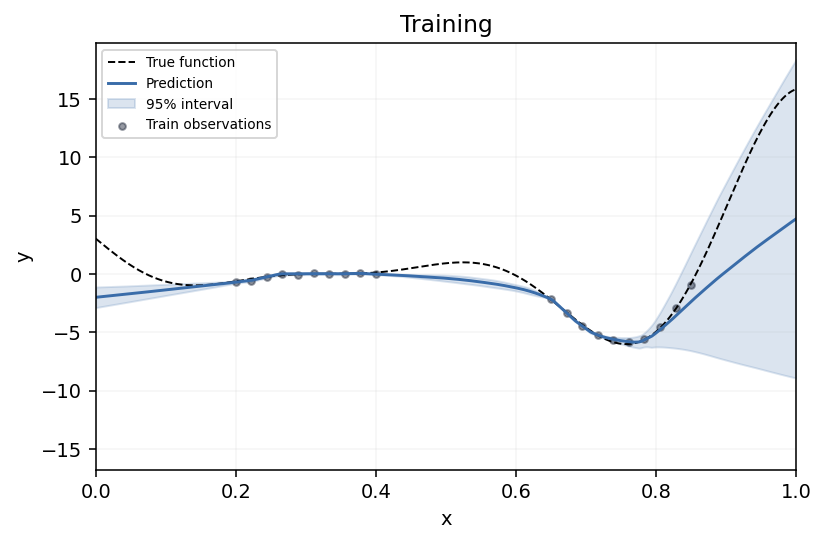 Training
True function
Prediction
95% interval
Train observations
15
10
5
0
−5
−10
−15
y
0.0 0.2 0.4 0.6 0.8 1.0
x